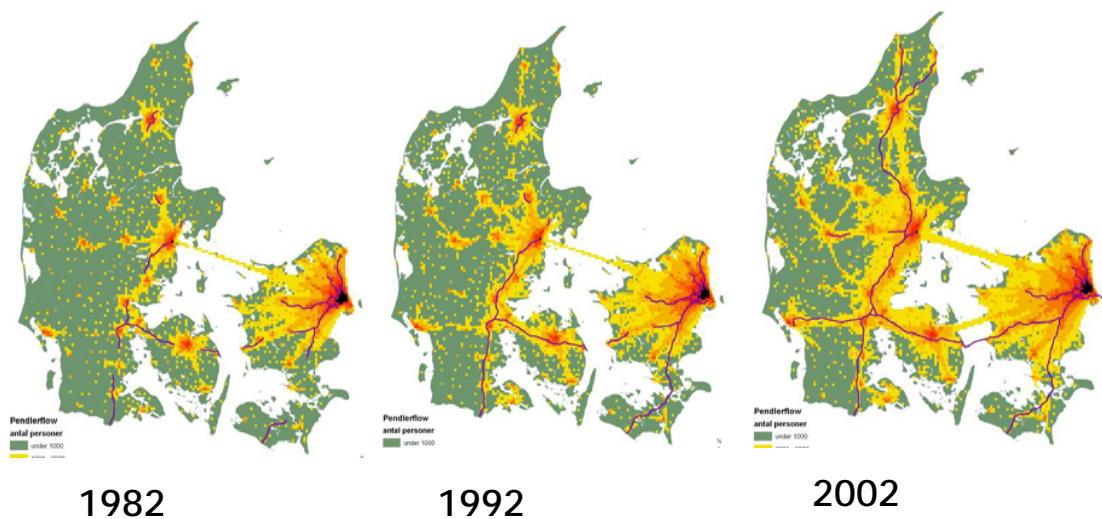 Pendlerflow
antal personer
under 1000
Pendlerflow
antal personer
under 1000
N
Pendlerflow
antal personer
under 1000
1982
1992
2002